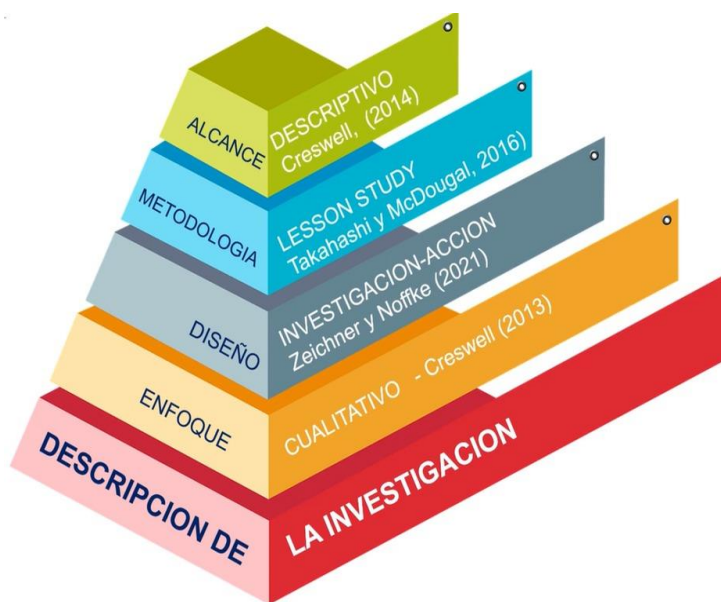 ALCANCE
DESCRIPTIVO
Creswell, (2014)
METODOLOGIA
LESSON STUDY
Takahashi y McDougal, 2016)
DISEÑO
INVESTIGACION-ACCION
Zeichner y Noffke (2021)
ENFOQUE
CUALITATIVO - Creswell (2013)
DESCRIPCION DE
LA INVESTIGACION